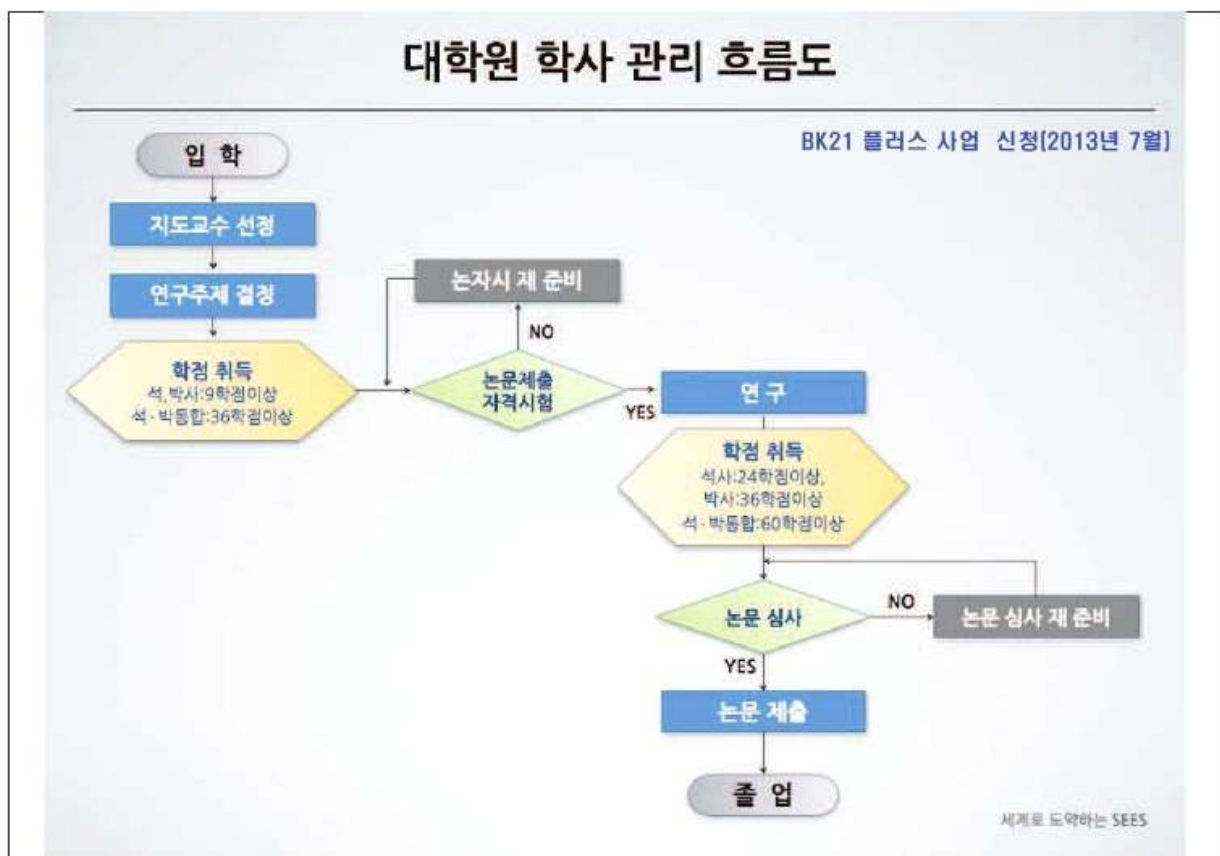 대학원 학사 관리 흐름도
BK21 플러스 사업 신청(2013년 7월)
입 학
지도교수 선정
연구주제 결정
학점 취득
석,박사:9학점이상
석·박통합:36학점이상
논자시 재 준비
NO
논문제출
자격시험
YES
연 구
학점 취득
석사:24학점이상,
박사:36학점이상
석·박통합:60학점이상
논문 심사
NO
논문 심사 재 준비
YES
논문 제출
졸 업
세계로 도약하는 SEES